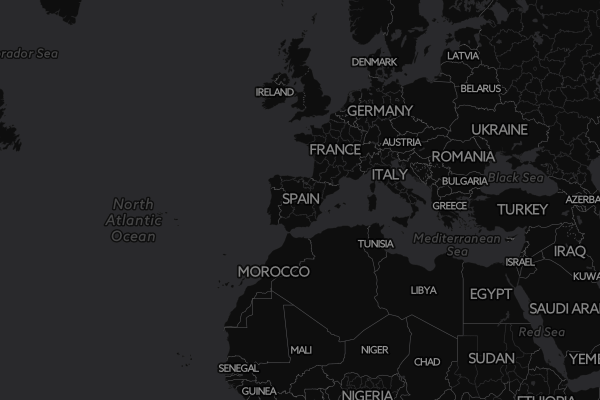 rador Sea
DENMARK
LATVIA
IRELAND
BELARUS
GERMANY
UKRAINE
FRANCE
AUSTRIA
ROMANIA
ITALY
BULGARIA
Black Sea
SPAIN
GREECE
TURKEY
AZERBA
North
Atlantic
Ocean
TUNISIA
Mediterranean
Sea
ISRAEL
IRAQ
MOROCCO
KUWA
LIBYA
EGYPT
SAUDI ARA
Red Sea
MALI
NIGER
CHAD
SUDAN
YEME
SENEGAL
GUINEA
NIGERIA
ETHIOPIA